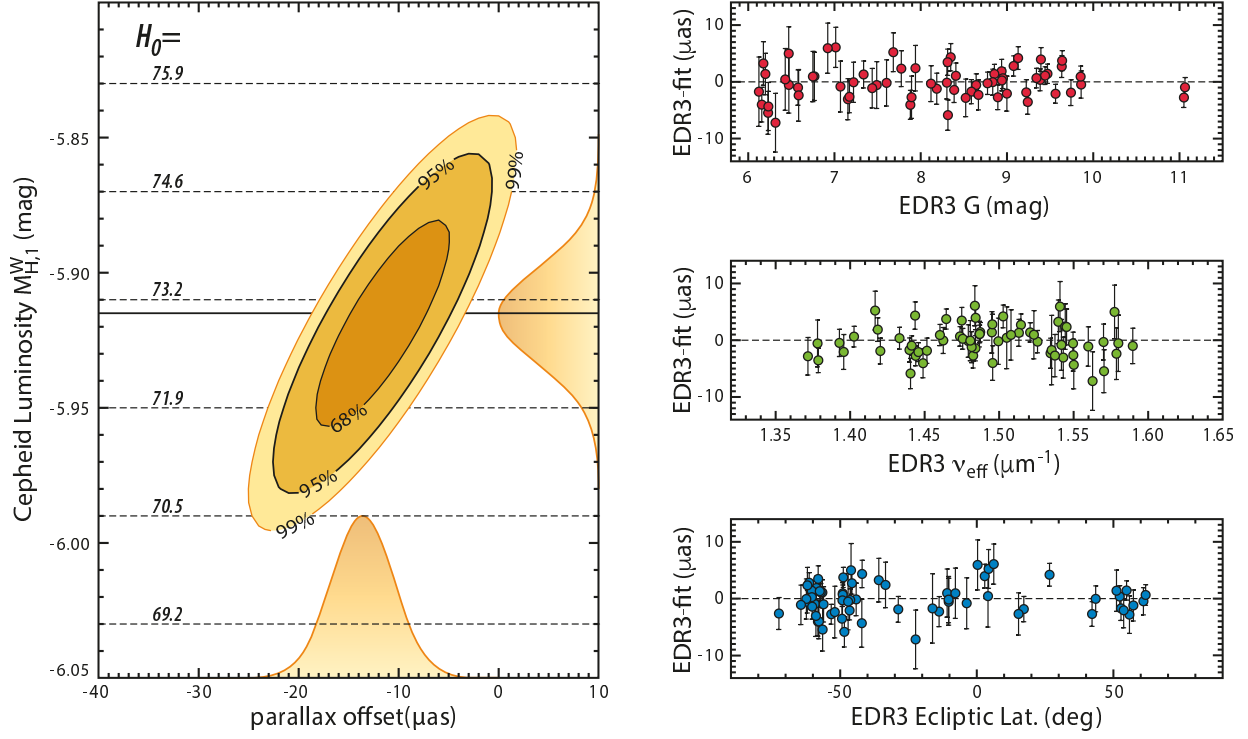 H0=
75.9
74.6
73.2
71.9
70.5
69.2
95%
99%
68%
95%
99%
-5.85
-5.90
-5.95
-6.00
-6.05
Cepheid Luminosity M^W_H,1 (mag)
-40 -30 -20 -10 0 10
parallax offset(μas)
10
0
-10
EDR3-fit (μas)
6 7 8 9 10 11
EDR3 G (mag)
10
0
-10
EDR3-fit (μas)
1.35 1.40 1.45 1.50 1.55 1.60 1.65
EDR3 νeff (μm⁻¹)
10
0
-10
EDR3-fit (μas)
-50 0 50
EDR3 Ecliptic Lat. (deg)